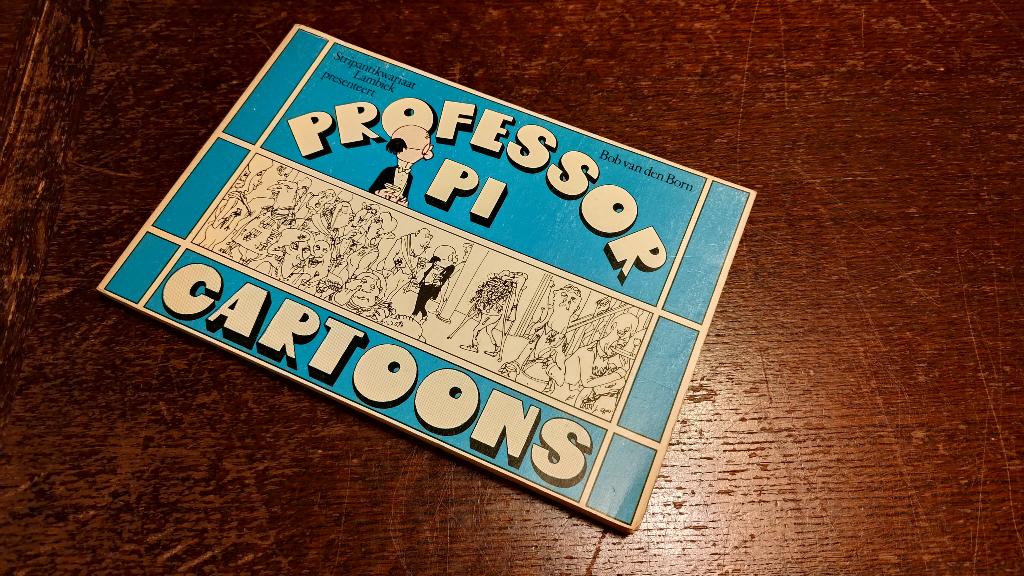 Stripantikwariaat
Lambiek
presenteert
Bob van den Born
PROFESSOR
PI
CARTOONS